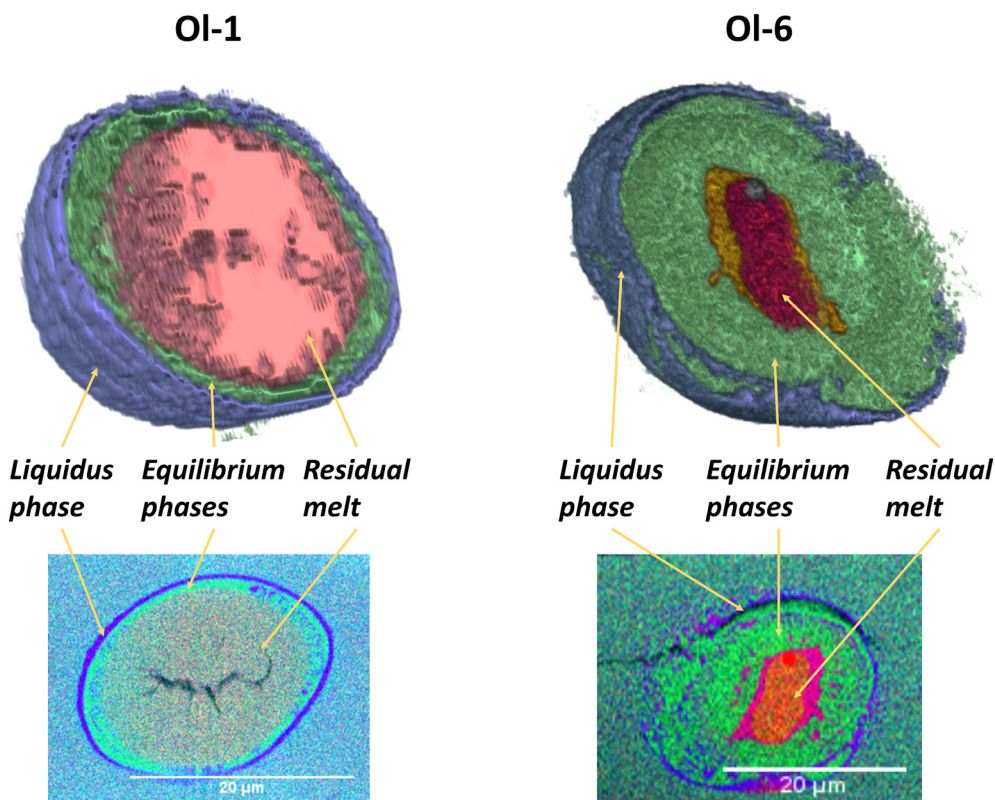 Ol-1
Ol-6
Liquidus
phase
Equilibrium
phases
Residual
melt
Liquidus
phase
Equilibrium
phases
Residual
melt
20 μm
20 μm